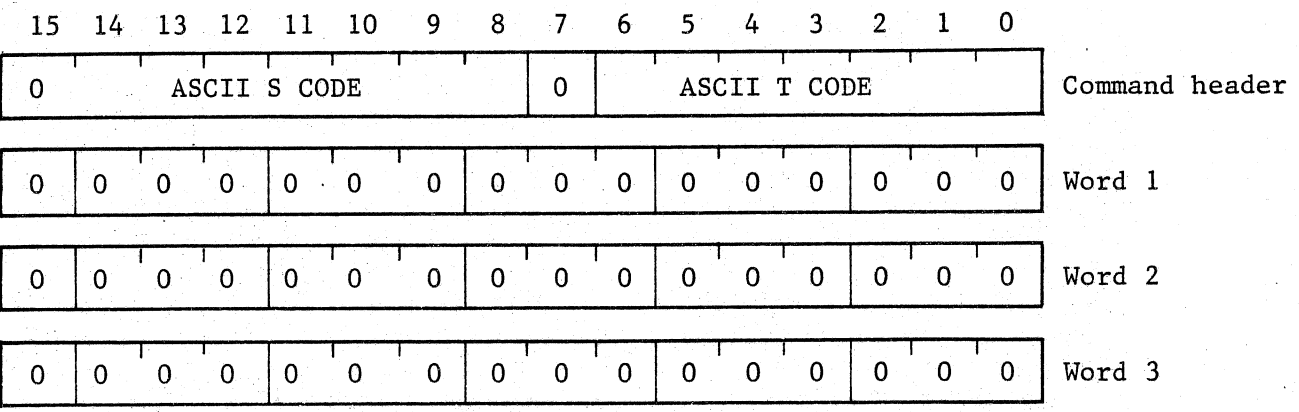 15 14 13 12 11 10 9 8 7 6 5 4 3 2 1 0
0 ASCII S CODE 0 ASCII T CODE Command header
0 0 0 0 0 0 0 0 0 0 0 0 0 0 0 0 Word 1
0 0 0 0 0 0 0 0 0 0 0 0 0 0 0 0 Word 2
0 0 0 0 0 0 0 0 0 0 0 0 0 0 0 0 Word 3